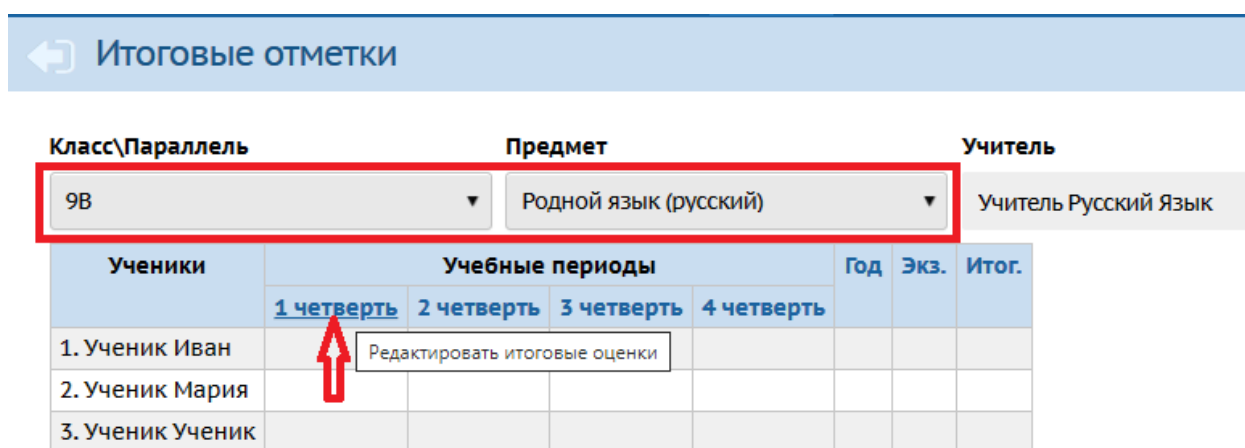 Итоговые отметки
Класс\Параллель Предмет Учитель
9В Родной язык (русский) Учитель Русский Язык
Ученики Учебные периоды Год Экз. Итог.
1 четверть 2 четверть 3 четверть 4 четверть
1. Ученик Иван
Редактировать итоговые оценки
2. Ученик Мария
3. Ученик Ученик